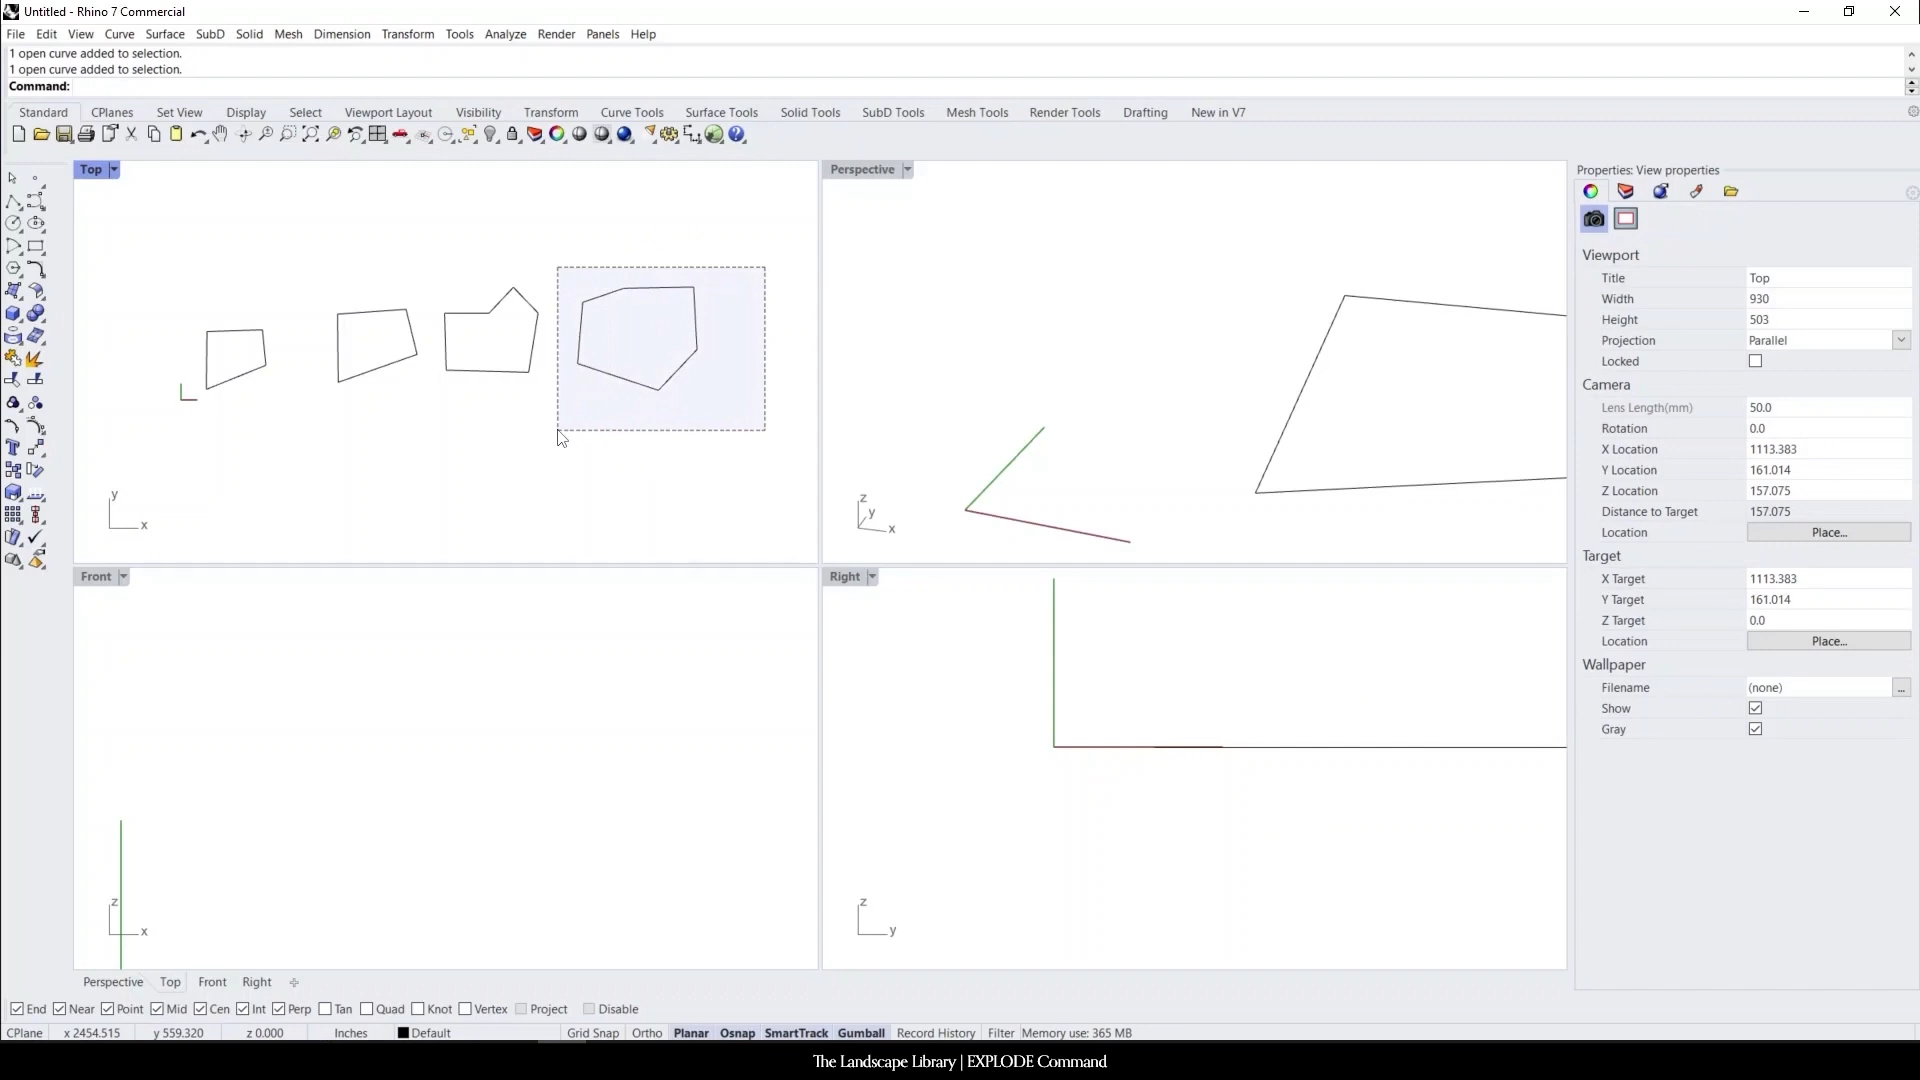 Untitled - Rhino 7 Commercial
File Edit View Curve Surface SubD Solid Mesh Dimension Transform Tools Analyze Render Panels Help
1 open curve added to selection.
1 open curve added to selection.
Command:
Standard CPlanes Set View Display Select Viewport Layout Visibility Transform Curve Tools Surface Tools Solid Tools SubD Tools Mesh Tools Render Tools Drafting New in V7
Top
Perspective
Properties: View properties
Viewport
Title Top
Width 930
Height 503
Projection Parallel
Locked
Camera
Lens Length(mm) 50.0
Rotation 0.0
X Location 1113.383
Y Location 161.014
Z Location 157.075
Distance to Target 157.075
Location Place...
Target
X Target 1113.383
Y Target 161.014
Z Target 0.0
Location Place...
Wallpaper
Filename (none) ...
Show
Gray
y
x
z
y
x
Front
Right
z
x
z
y
Perspective Top Front Right
End Near Point Mid Cen Int Perp Tan Quad Knot Vertex Project Disable
CPlane x 2454.515 y 559.320 z 0.000 Inches Default Grid Snap Ortho Planar Osnap SmartTrack Gumball Record History Filter Memory use: 365 MB
The Landscape Library | EXPLODE Command